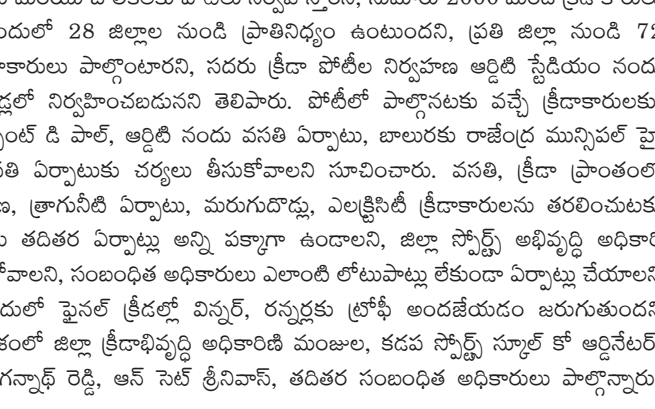 28 జిల్లాల నుండి ప్రాతినిధ్యం ఉంటుందని, ప్రతి జిల్లా నుండి 72
పాల్గొంటారని, సదరు క్రీడా పోటీల నిర్వహణ ఆర్డిటి స్టేడియం నందు
నిర్వహించబడునని తెలిపారు. పోటీలో పాల్గొనటకు వచ్చే క్రీడాకారులకు
డి పాల్, ఆర్డిటి నందు వసతి ఏర్పాటు, బాలురకు రాజేంద్ర మున్సిపల్ హై
ఏర్పాటుకు చర్యలు తీసుకోవాలని సూచించారు. వసతి, క్రీడా ప్రాంతంలో
త్రాగునీటి ఏర్పాటు, మరుగుదొడ్లు, ఎలక్ట్రిసిటీ క్రీడాకారులను తరలించుటకు
తదితర ఏర్పాట్లు అన్ని పక్కాగా ఉండాలని, జిల్లా స్పోర్ట్స్ అభివృద్ధి అధికారి
సంబంధిత అధికారులు ఎలాంటి లోటుపాట్లు లేకుండా ఏర్పాట్లు చేయాలని
ఫైనల్ క్రీడల్లో విన్నర్, రన్నర్లకు ట్రోఫీ అందజేయడం జరుగుతుందని
జిల్లా క్రీడాభివృద్ధి అధికారిణి మంజుల, కడప స్పోర్ట్స్ స్కూల్ కో ఆర్డినేటర్
రెడ్డి, ఆన్ సెట్ శ్రీనివాస్, తదితర సంబంధిత అధికారులు పాల్గొన్నారు